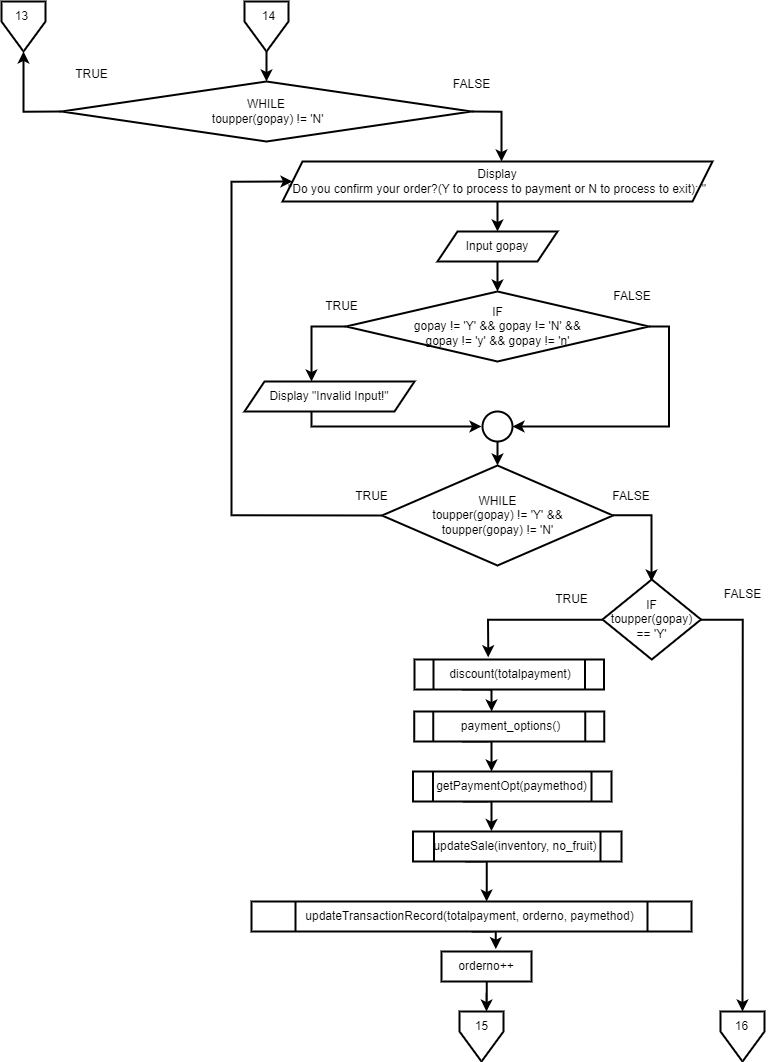 13
14
TRUE
FALSE
WHILE
toupper(gopay) != 'N'
Display
"Do you confirm your order?(Y to process to payment or N to process to exit): "
Input gopay
TRUE
FALSE
IF
gopay != 'Y' && gopay != 'N' &&
gopay != 'y' && gopay != 'n'
Display "Invalid Input!"
TRUE
FALSE
WHILE
toupper(gopay) != 'Y' &&
toupper(gopay) != 'N'
TRUE
FALSE
IF
toupper(gopay)
== 'Y'
discount(totalpayment)
payment_options()
getPaymentOpt(paymethod)
updateSale(inventory, no_fruit)
updateTransactionRecord(totalpayment, orderno, paymethod)
orderno++
15
16